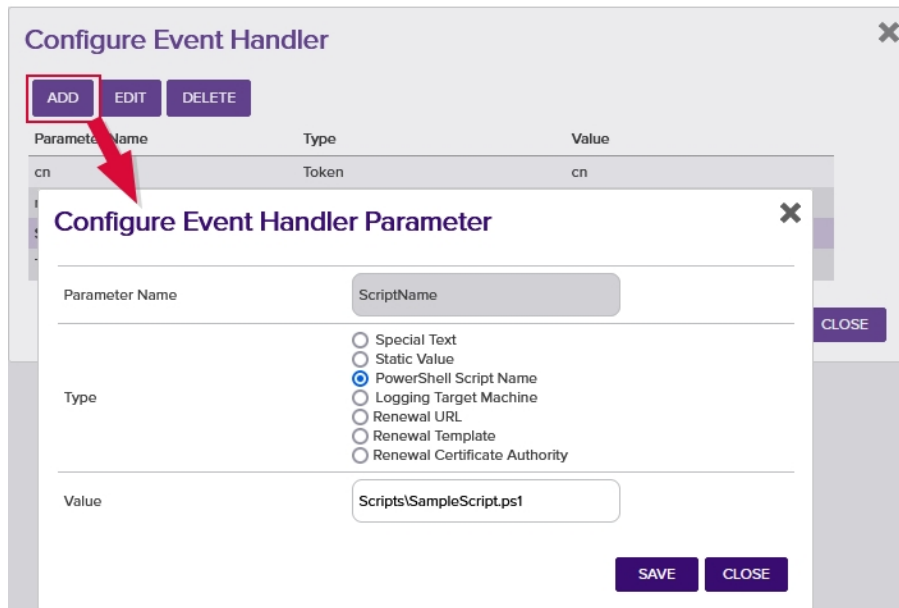 Configure Event Handler
ADD EDIT DELETE
Parameter Name Type Value
cn Token cn
Configure Event Handler Parameter
Parameter Name ScriptName
Special Text
Static Value
PowerShell Script Name
Type Logging Target Machine
Renewal URL
Renewal Template
Renewal Certificate Authority
Value Scripts\SampleScript.ps1
SAVE CLOSE
CLOSE